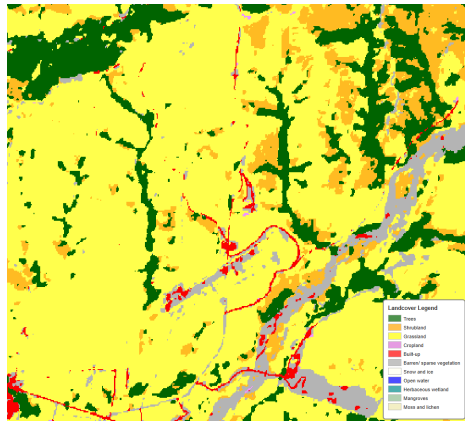 Landcover Legend
Trees
Shrubland
Grassland
Cropland
Built-up
Barren/ sparse vegetation
Snow and ice
Open water
Herbaceous wetland
Mangroves
Moss and lichen